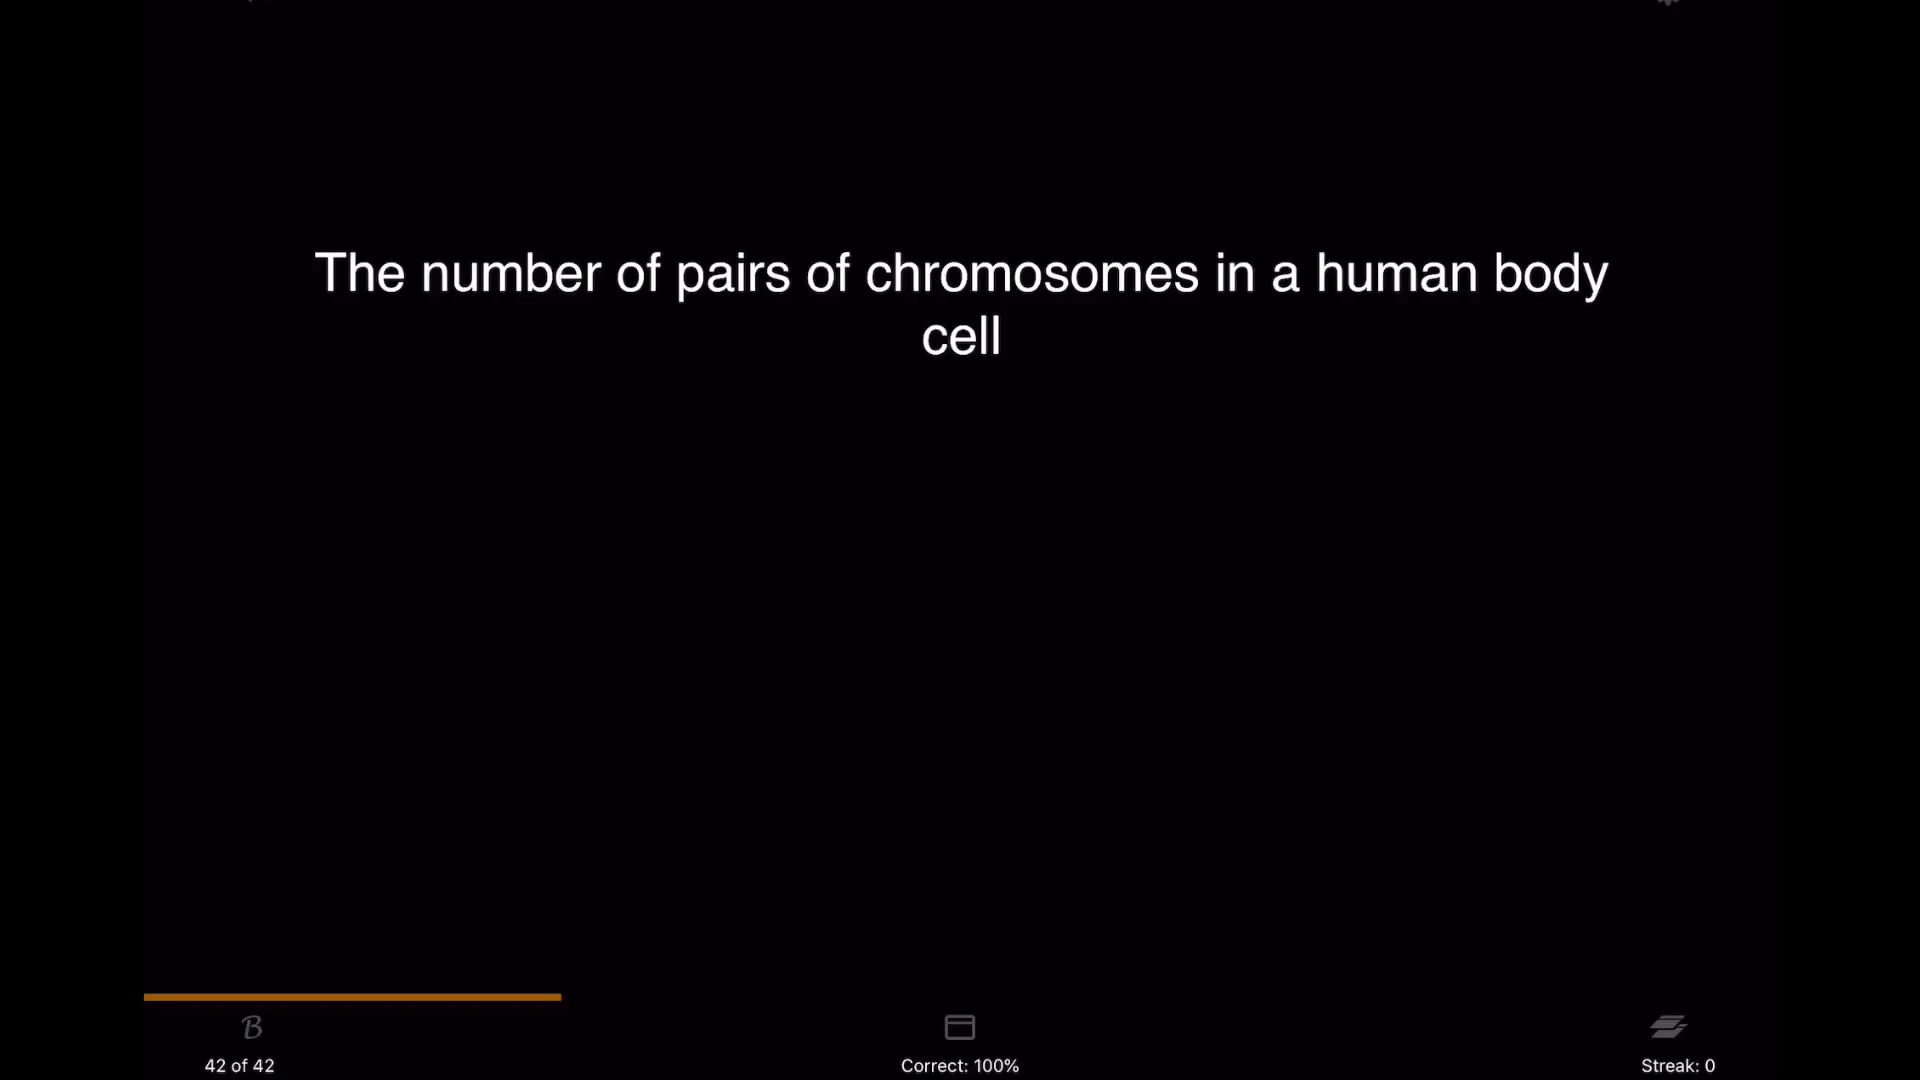 The number of pairs of chromosomes in a human body
cell
42 of 42
Correct: 100%
Streak: 0